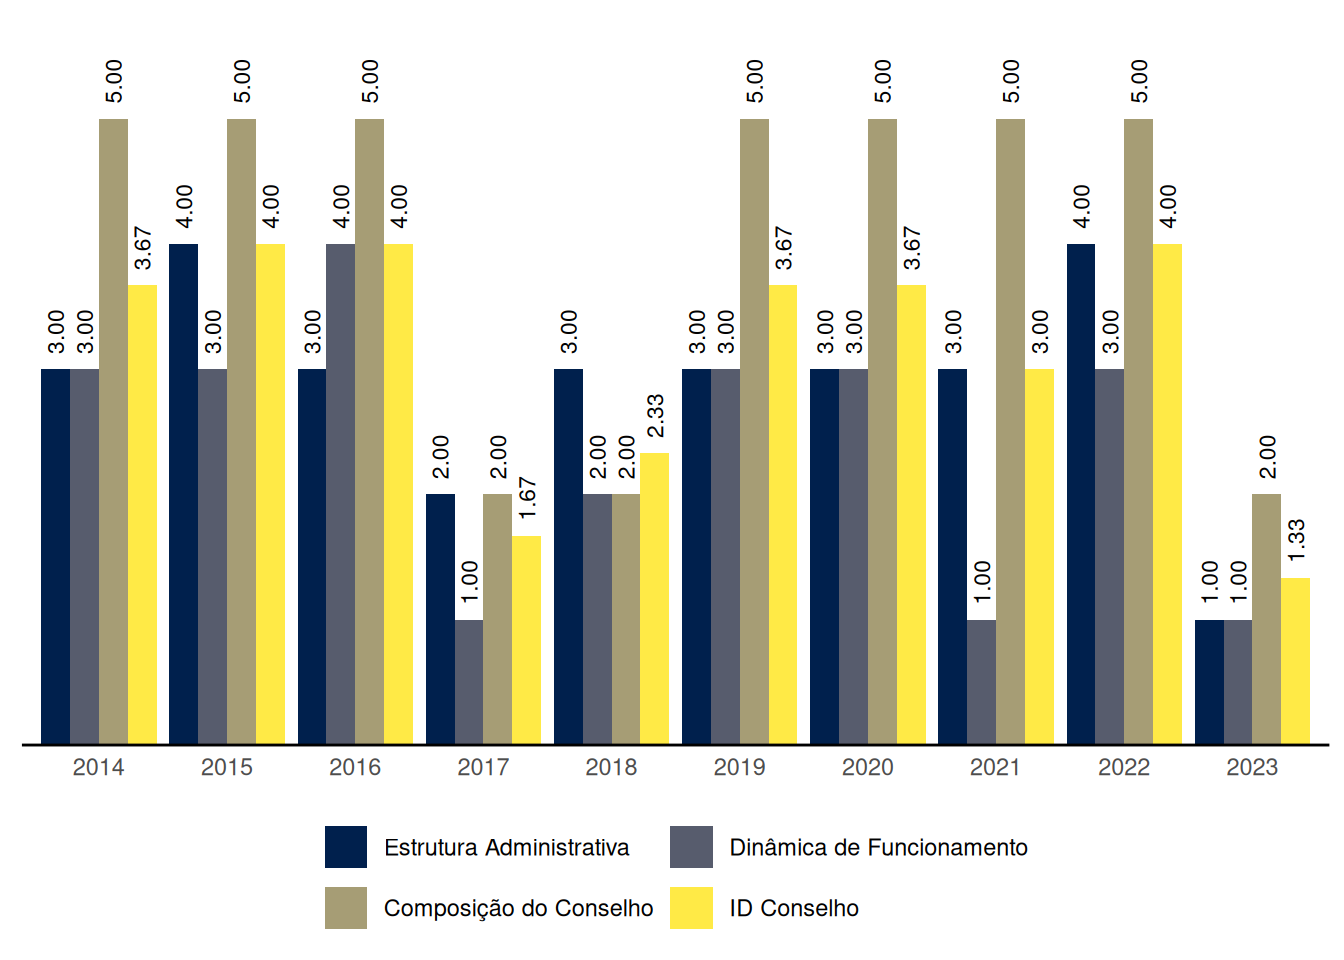 5.00 5.00 5.00 5.00 5.00 5.00 5.00
4.00 4.00 4.00 4.00 4.00 4.00
3.67 3.67 3.67
3.00 3.00 3.00 3.00 3.00 3.00 3.00 3.00 3.00 3.00 3.00 3.00
2.33
2.00 2.00 2.00 2.00 2.00
1.67
1.33
1.00 1.00 1.00 1.00
2014 2015 2016 2017 2018 2019 2020 2021 2022 2023
Estrutura Administrativa Dinâmica de Funcionamento
Composição do Conselho ID Conselho